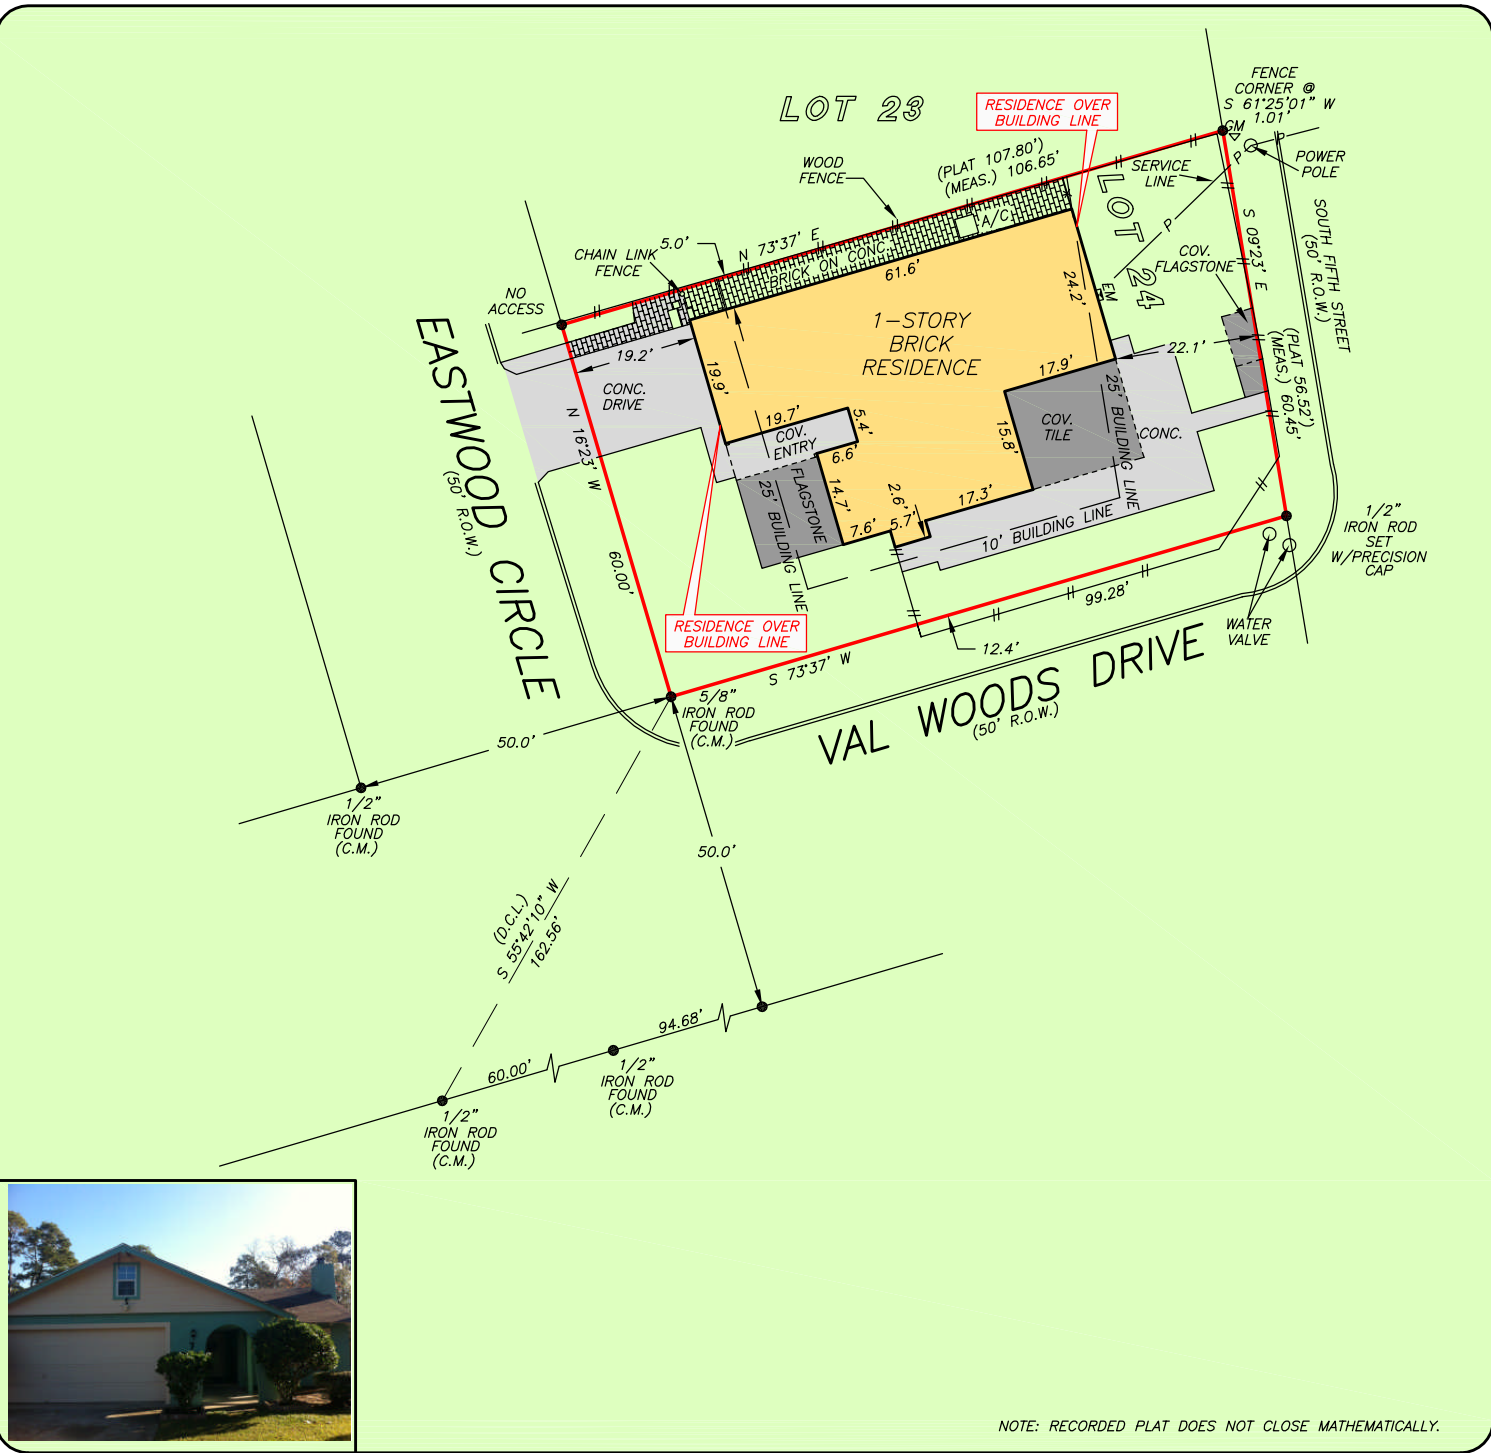 LOT 23
RESIDENCE OVER
BUILDING LINE
FENCE
CORNER @
S 61°25'01" W
1.01'
GM
P
P
P
POWER
POLE
SERVICE
LINE
WOOD
FENCE
(PLAT 107.80')
(MEAS.) 106.65'
N 73°37' E
5.0'
CHAIN LINK
FENCE
NO
ACCESS
BRICK ON CONC.
A/C
61.6'
LOT 24
24.2'
EM
COV.
FLAGSTONE
S 09°23' E
SOUTH FIFTH STREET
(50' R.O.W.)
(PLAT 56.52')
(MEAS.) 60.45'
22.1'
1-STORY
BRICK
RESIDENCE
19.2'
CONC.
DRIVE
19.9'
19.7'
COV.
ENTRY
5.4'
6.6'
17.9'
15.8'
COV.
TILE
25' BUILDING LINE
CONC.
EASTWOOD CIRCLE
(50' R.O.W.)
N 16°23' W
60.00'
FLAGSTONE
25' BUILDING LINE
14.7'
7.6'
5.7'
2.6'
17.3'
10' BUILDING LINE
1/2"
IRON ROD
SET
W/PRECISION
CAP
99.28'
WATER
VALVE
12.4'
S 73°37' W
RESIDENCE OVER
BUILDING LINE
VAL WOODS DRIVE
(50' R.O.W.)
5/8"
IRON ROD
FOUND
(C.M.)
50.0'
1/2"
IRON ROD
FOUND
(C.M.)
50.0'
(D.C.L.)
S 55°42'10" W
162.56'
94.68'
60.00'
1/2"
IRON ROD
FOUND
(C.M.)
1/2"
IRON ROD
FOUND
(C.M.)
NOTE: RECORDED PLAT DOES NOT CLOSE MATHEMATICALLY.